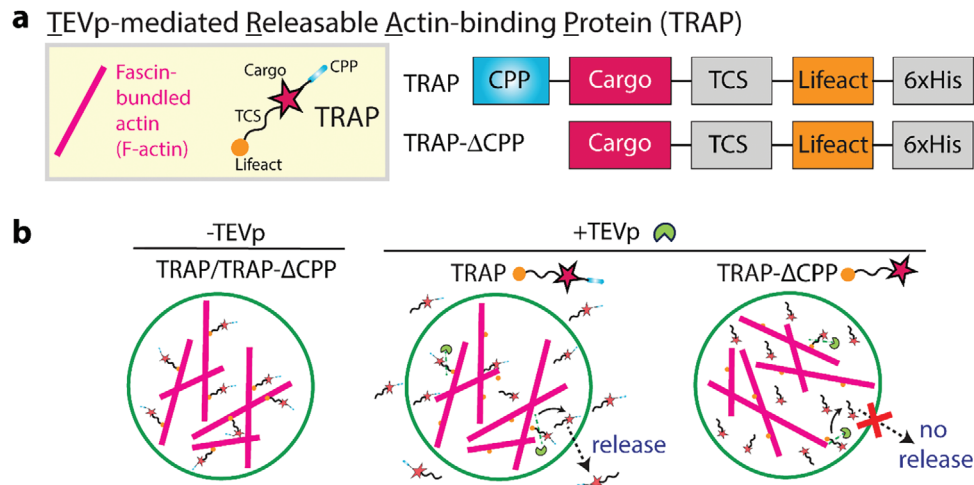 a TEVp-mediated Releasable Actin-binding Protein (TRAP)
Fascin-
bundled
actin
(F-actin)
Cargo
CPP
TCS
TRAP
Lifeact
TRAP CPP Cargo TCS Lifeact 6xHis
TRAP-ΔCPP Cargo TCS Lifeact 6xHis
b
-TEVp
TRAP/TRAP-ΔCPP
+TEVp
TRAP
TRAP-ΔCPP
release
no
release